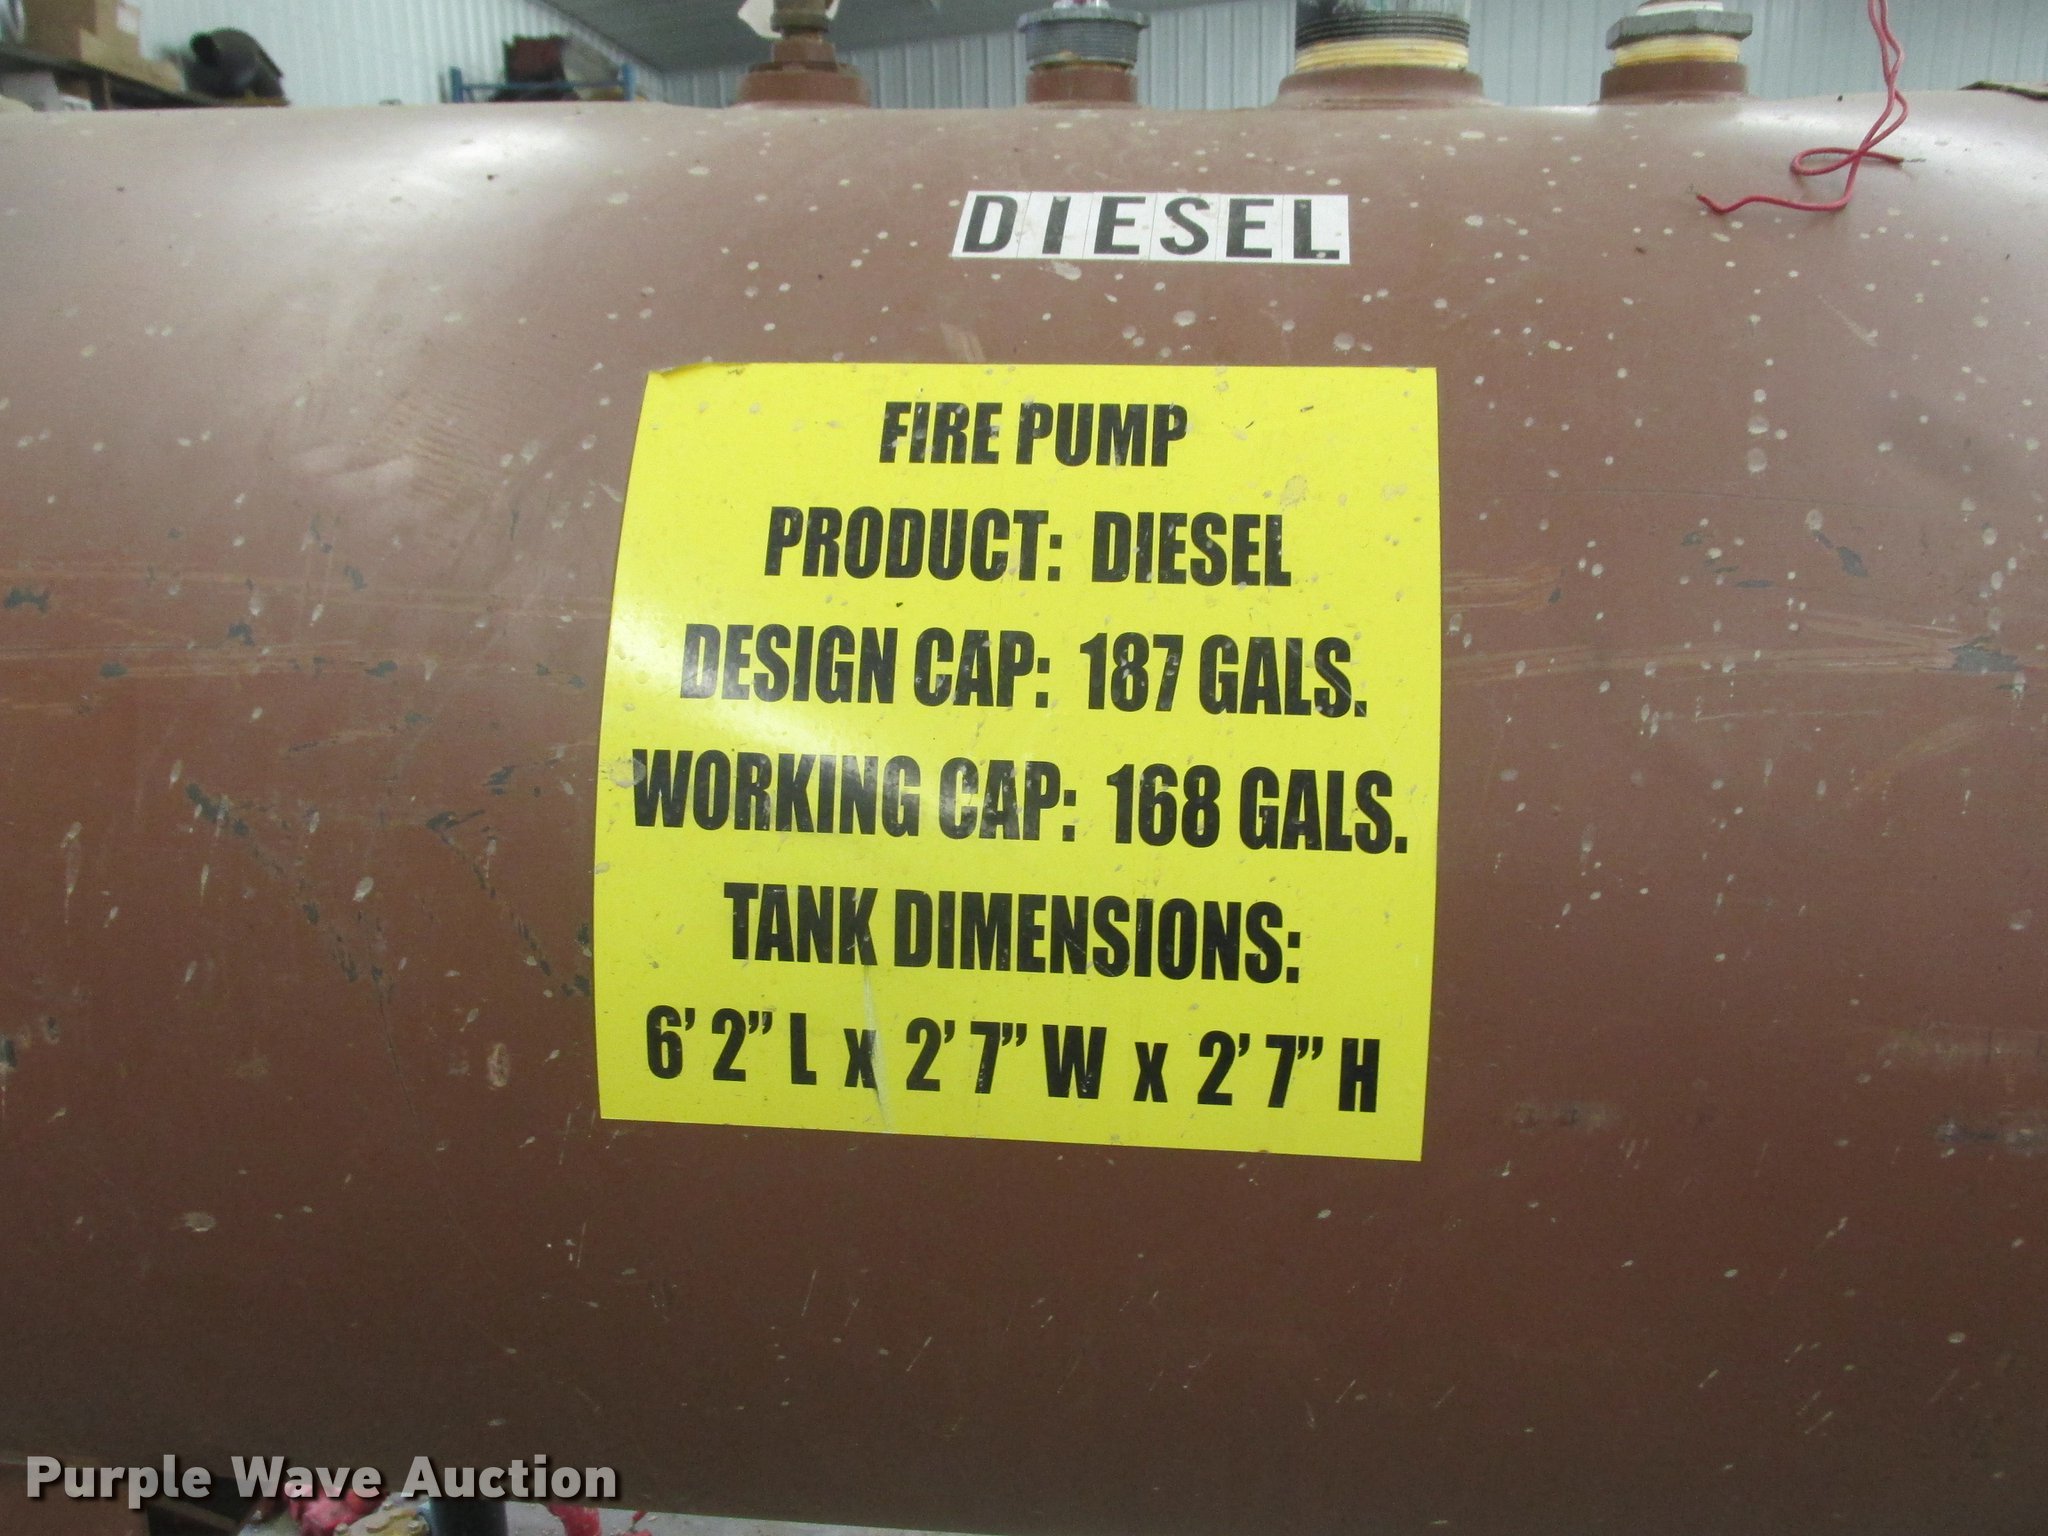 DIESEL
FIRE PUMP
PRODUCT: DIESEL
DESIGN CAP: 187 GALS.
WORKING CAP: 168 GALS.
TANK DIMENSIONS:
6' 2" L x 2' 7" W x 2' 7" H
Purple Wave Auction